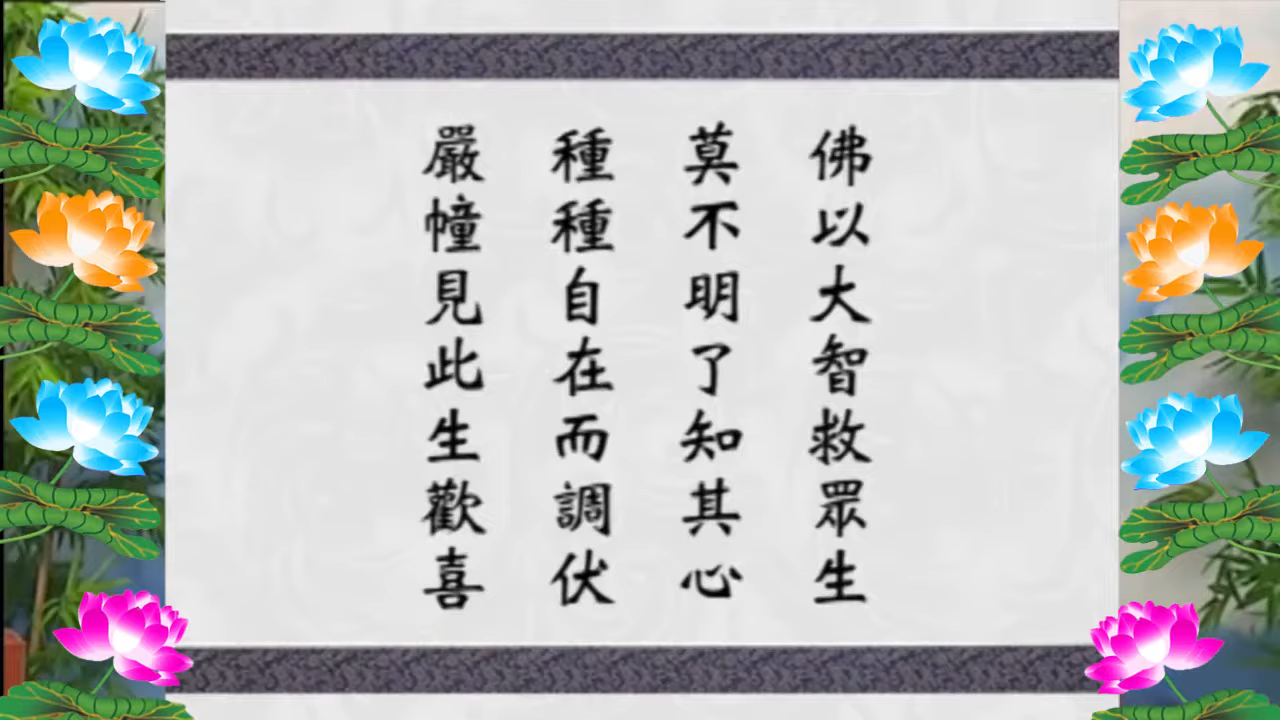 佛以大智救眾生
莫不明了知其心
種種自在而調伏
嚴幢見此生歡喜